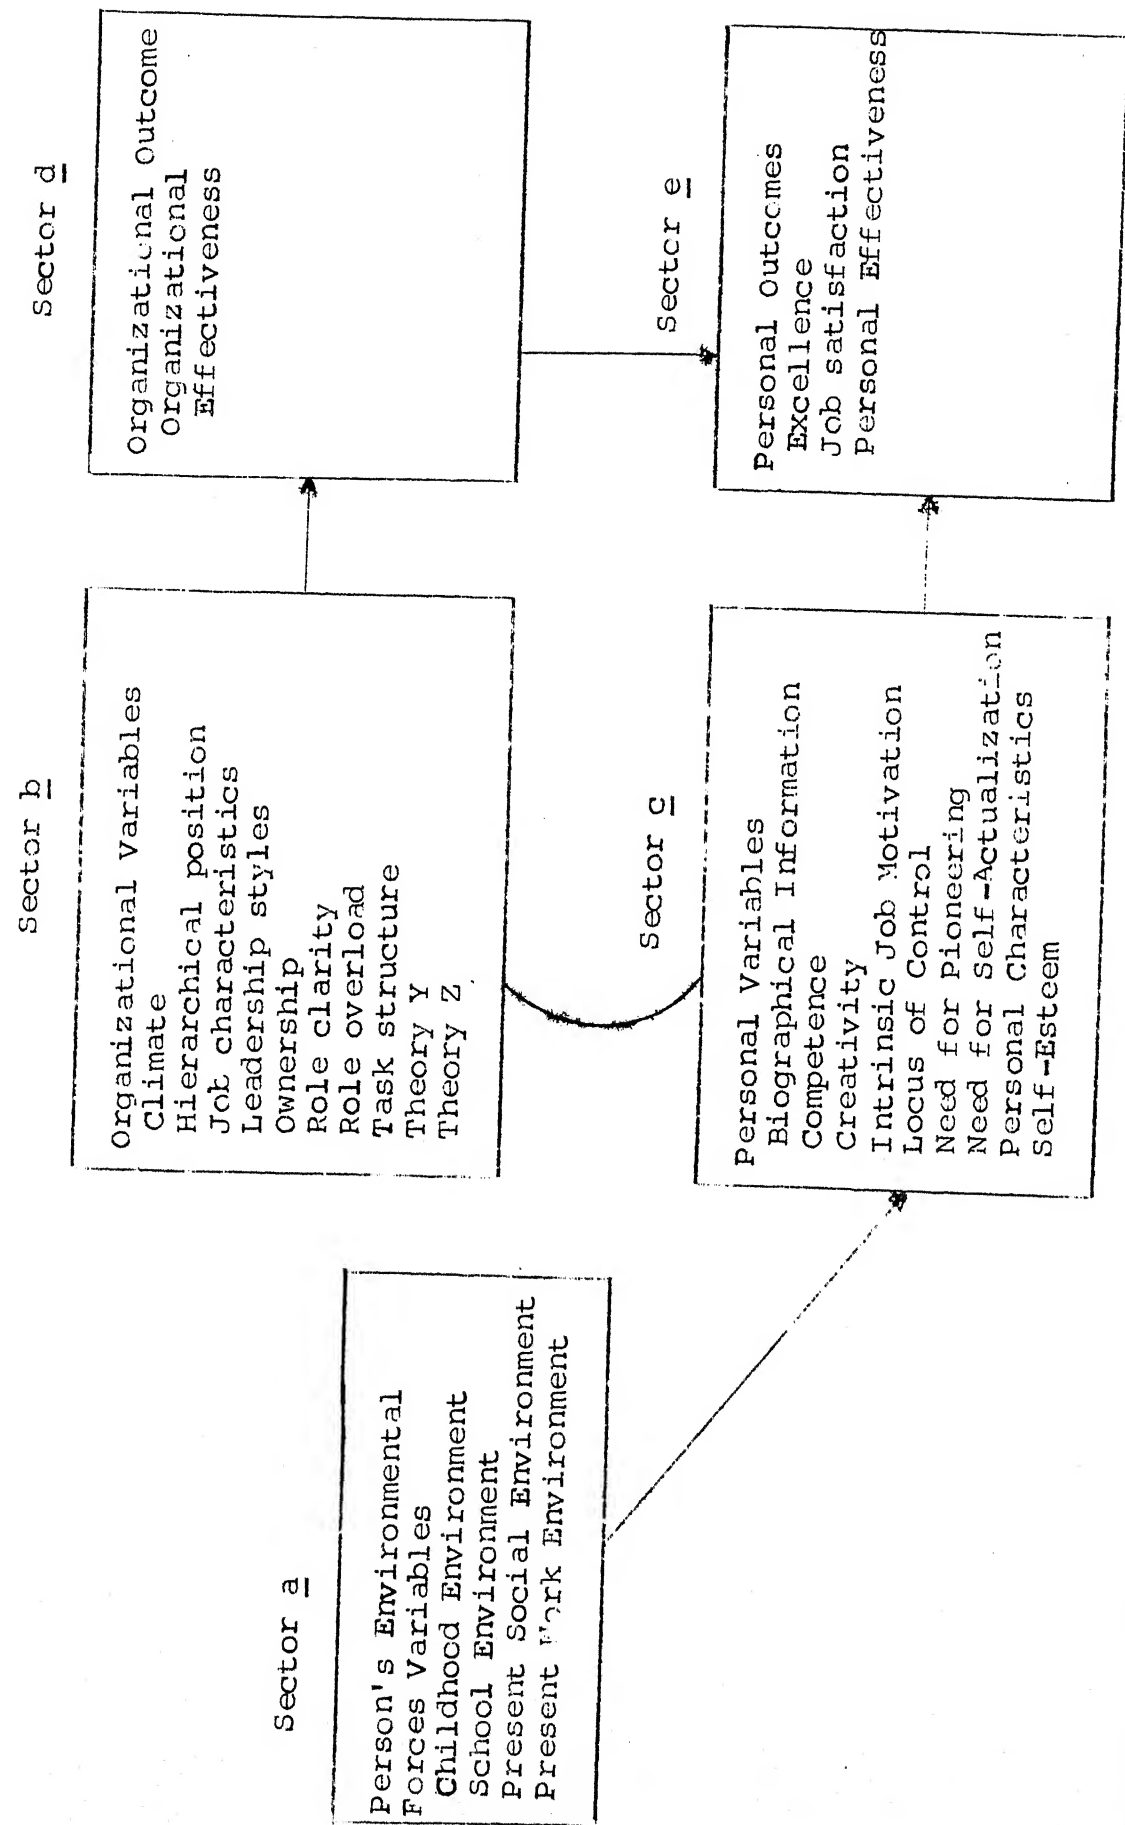 Sector a
Person's Environmental
Forces Variables
Childhood Environment
School Environment
Present Social Environment
Present Work Environment
Sector b
Organizational Variables
Climate
Hierarchical position
Job characteristics
Leadership styles
Ownership
Role clarity
Role overload
Task structure
Theory Y
Theory Z
Sector c
Personal Variables
Biographical Information
Competence
Creativity
Intrinsic Job Motivation
Locus of Control
Need for Pioneering
Need for Self-Actualization
Personal Characteristics
Self-Esteem
Sector d
Organizational Outcome
Organizational
Effectiveness
Sector e
Personal Outcomes
Excellence
Job satisfaction
Personal Effectiveness